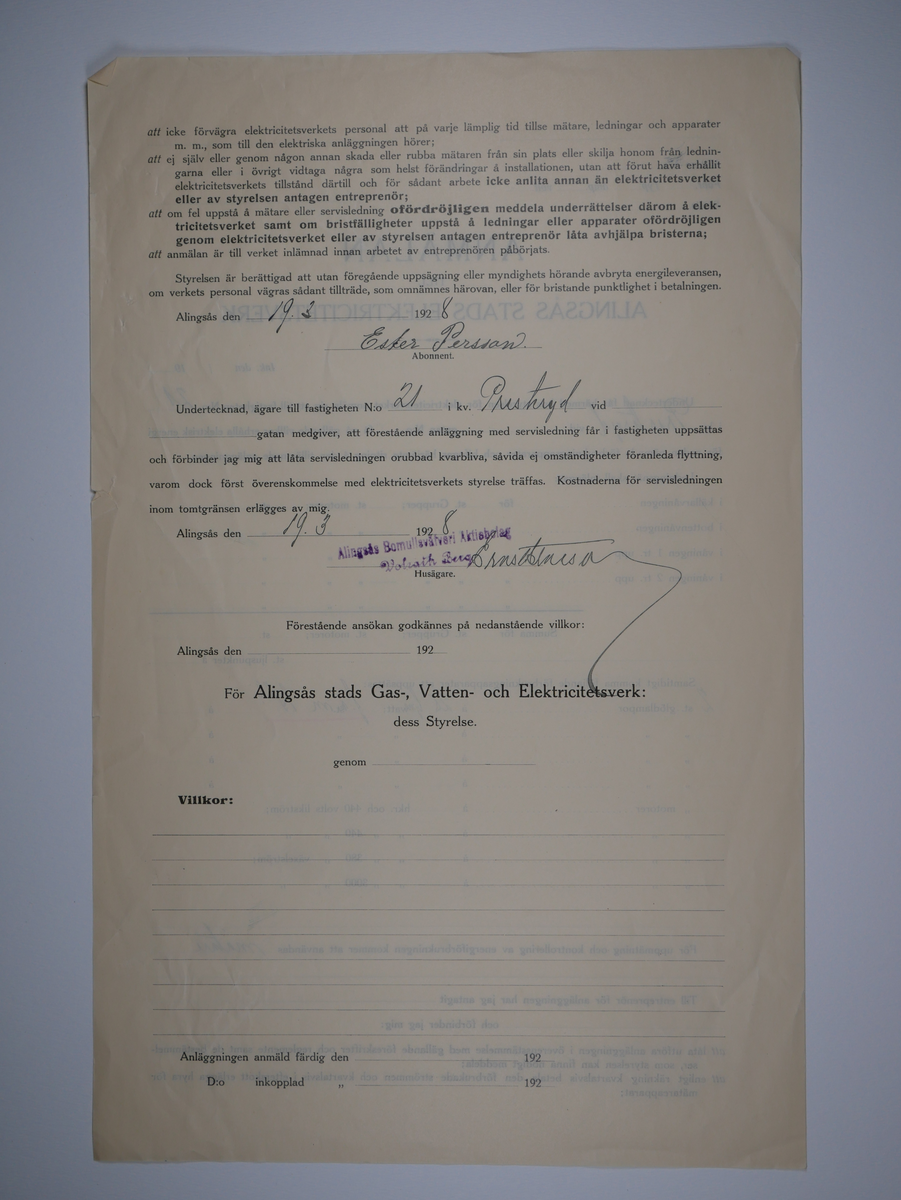 att icke förvägra elektricitetsverkets personal att på varje lämplig tid tillse mätare, ledningar och apparater
m. m., som till den elektriska anläggningen hörer;
att ej själv eller genom någon annan skada eller rubba mätaren från sin plats eller skilja honom från lednin-
garna eller i övrigt vidtaga några som helst förändringar å installationen, utan att förut hava erhållit
elektricitetsverkets tillstånd därtill och för sådant arbete icke anlita annan än elektricitetsverket
eller av styrelsen antagen entreprenör;
att om fel uppstå å mätare eller servisledning ofördröjligen meddela underrättelser därom å elek-
tricitetsverket samt om bristfälligheter uppstå å ledningar eller apparater ofördröjligen
genom elektricitetsverket eller av styrelsen antagen entreprenör låta avhjälpa bristerna;
att anmälan är till verket inlämnad innan arbetet av entreprenören påbörjats.
Styrelsen är berättigad att utan föregående uppsägning eller myndighets hörande avbryta energileveransen,
om verkets personal vägras sådant tillträde, som omnämnes härovan, eller för bristande punktlighet i betalningen.
Alingsås den 19. 3 1928
Ester Persson.
Abonnent.
Undertecknad, ägare till fastigheten N:o 21 i kv. Prästryd vid
gatan medgiver, att förestående anläggning med servisledning får i fastigheten uppsättas
och förbinder jag mig att låta servisledningen orubbad kvarbliva, såvida ej omständigheter föranleda flyttning,
varom dock först överenskommelse med elektricitetsverkets styrelse träffas. Kostnaderna för servisledningen
inom tomtgränsen erlägges av mig.
Alingsås den 19. 3 1928
Alingsås Bomullsväfveri Aktiebolag
Volrath Berg
Husägare.
Förestående ansökan godkännes på nedanstående villkor:
Alingsås den 192
För Alingsås stads Gas-, Vatten- och Elektricitetsverk:
dess Styrelse.
genom
Villkor:
Anläggningen anmäld färdig den 192
D:o inkopplad „ 192